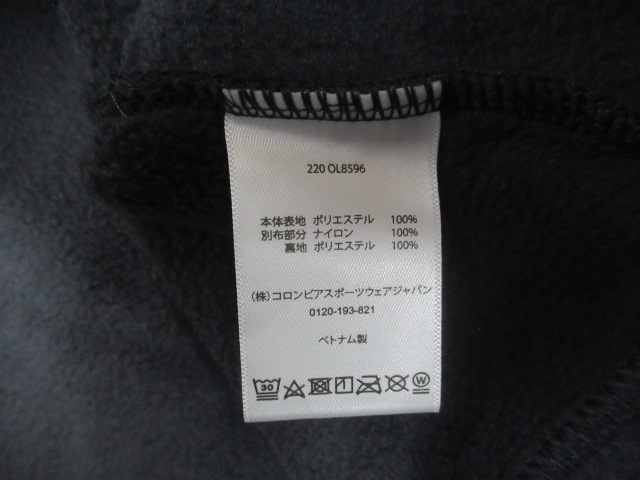 220 OL8596
本体表地 ポリエステル 100%
別布部分 ナイロン 100%
裏地 ポリエステル 100%
(株)コロンビアスポーツウェアジャパン
0120-193-821
ベトナム製
30 W